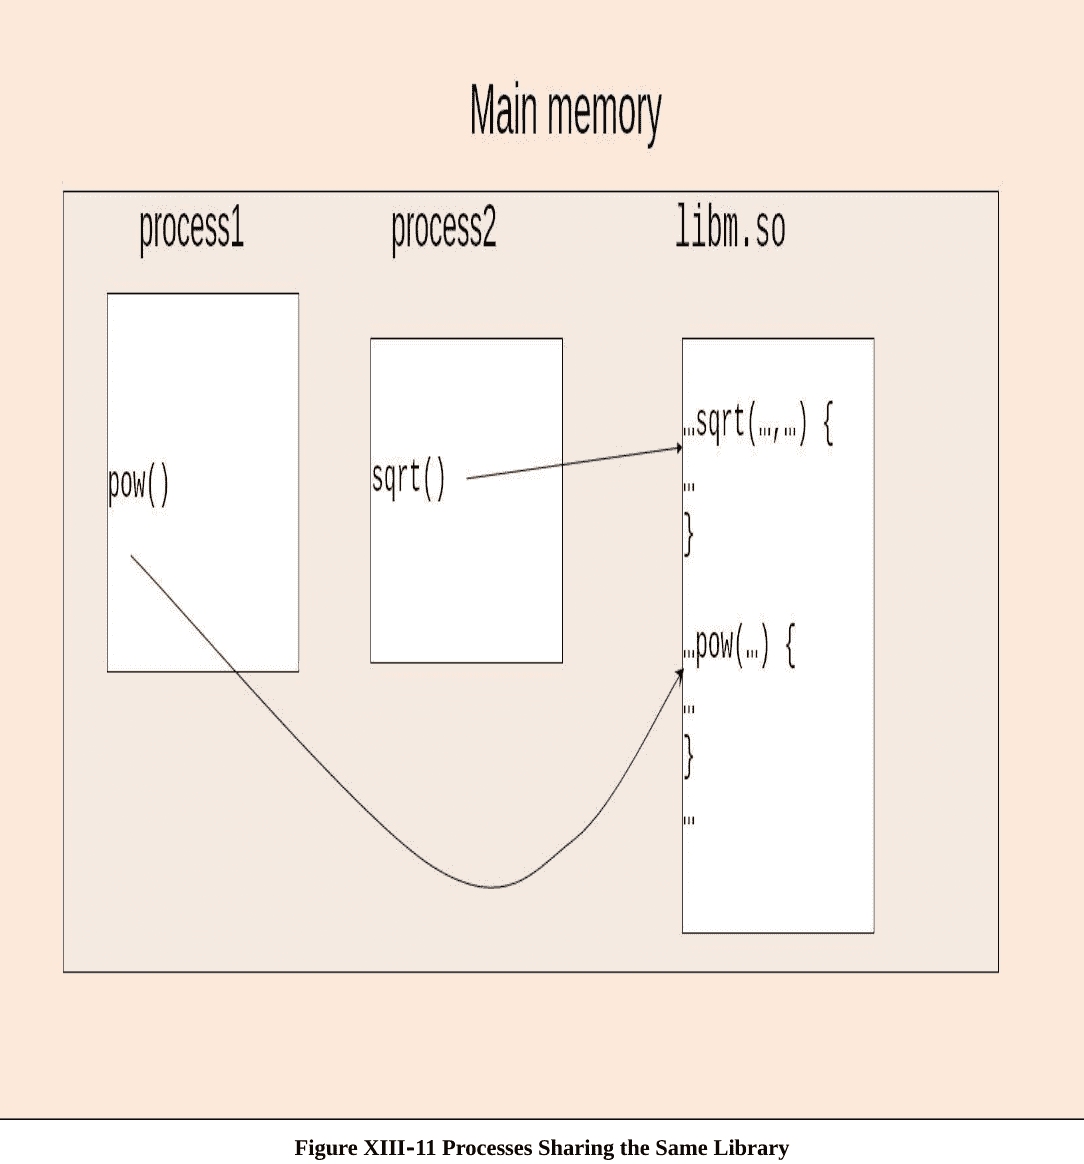 Main memory
process1 process2 libm.so
pow()
sqrt()
…sqrt(…,…) {
…
}
…pow(…) {
…
}
…
Figure XIII-11 Processes Sharing the Same Library